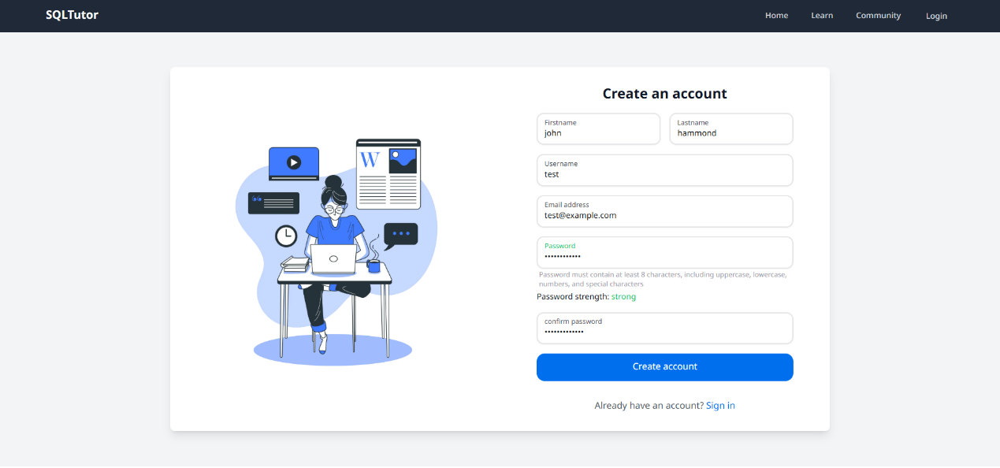 SQLTutor
Home Learn Community Login
Create an account
Firstname
john
Lastname
hammond
Username
test
Email address
test@example.com
Password
••••••••••••
Password must contain at least 8 characters, including uppercase, lowercase,
numbers, and special characters
Password strength: strong
confirm password
•••••••••••••
Create account
Already have an account? Sign in
W